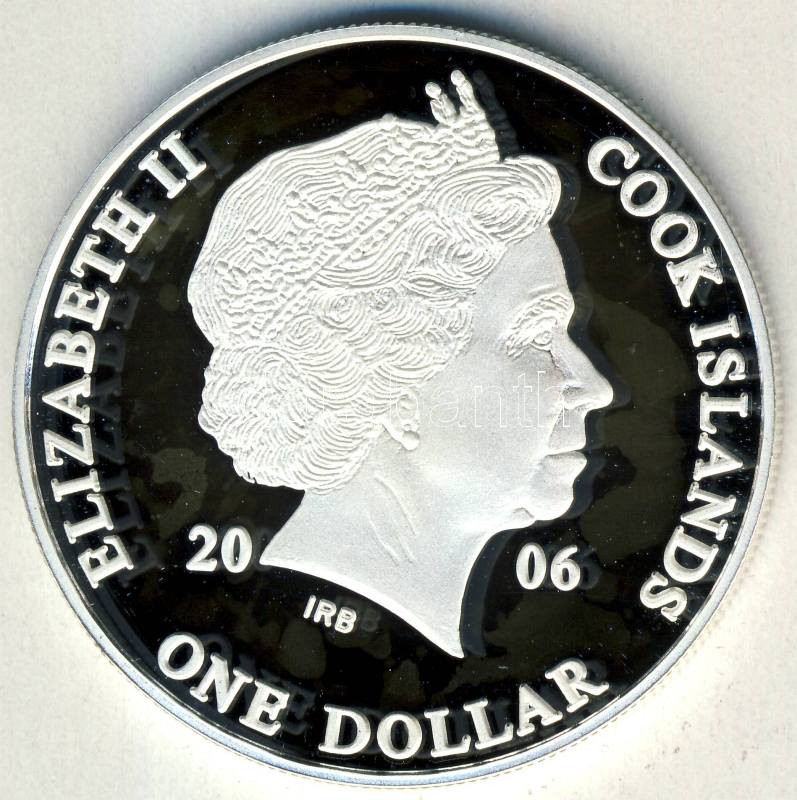 ELIZABETH II
COOK ISLANDS
20 06
IRB
ONE DOLLAR